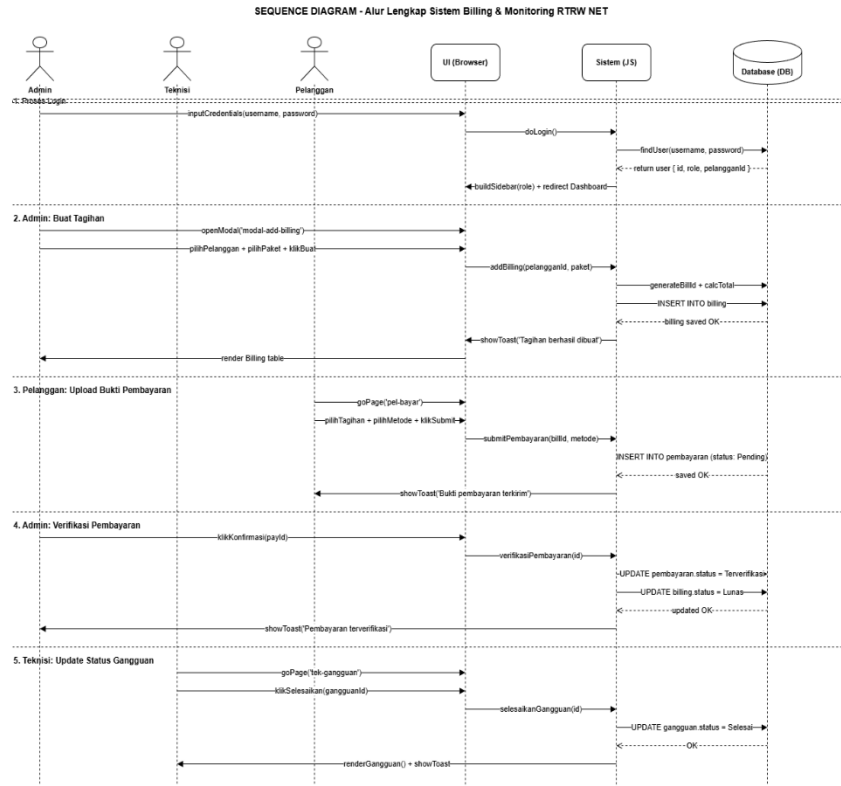 SEQUENCE DIAGRAM - Alur Lengkap Sistem Billing & Monitoring RTRW NET
Admin
Teknisi
Pelanggan
UI (Browser)
Sistem (JS)
Database (DB)
1. Proses Login
inputCredentials(username, password)
doLogin()
findUser(username, password)
return user { id, role, pelangganId }
buildSidebar(role) + redirect Dashboard
2. Admin: Buat Tagihan
openModal('modal-add-billing')
pilihPelanggan + pilihPaket + klikBuat
addBilling(pelangganId, paket)
generateBillId + calcTotal
INSERT INTO billing
billing saved OK
showToast('Tagihan berhasil dibuat')
render Billing table
3. Pelanggan: Upload Bukti Pembayaran
goPage('pel-bayar')
pilihTagihan + pilihMetode + klikSubmit
submitPembayaran(billId, metode)
INSERT INTO pembayaran (status: Pending)
saved OK
showToast('Bukti pembayaran terkirim')
4. Admin: Verifikasi Pembayaran
klikKonfirmasi(payId)
verifikasiPembayaran(id)
UPDATE pembayaran.status = Terverifikasi
UPDATE billing.status = Lunas
updated OK
showToast('Pembayaran terverifikasi')
5. Teknisi: Update Status Gangguan
goPage('tek-gangguan')
klikSelesaikan(gangguanId)
selesaikanGangguan(id)
UPDATE gangguan.status = Selesai
OK
renderGangguan() + showToast